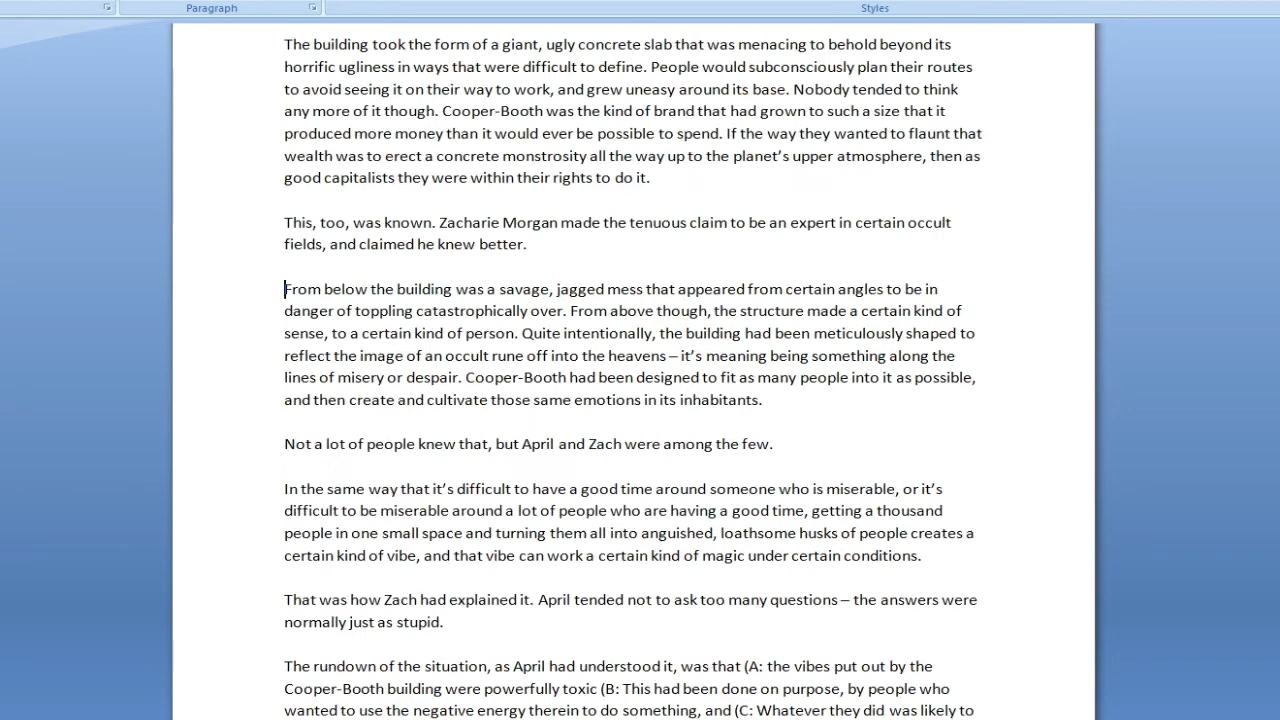 Paragraph
Styles
The building took the form of a giant, ugly concrete slab that was menacing to behold beyond its
horrific ugliness in ways that were difficult to define. People would subconsciously plan their routes
to avoid seeing it on their way to work, and grew uneasy around its base. Nobody tended to think
any more of it though. Cooper-Booth was the kind of brand that had grown to such a size that it
produced more money than it would ever be possible to spend. If the way they wanted to flaunt that
wealth was to erect a concrete monstrosity all the way up to the planet’s upper atmosphere, then as
good capitalists they were within their rights to do it.
This, too, was known. Zacharie Morgan made the tenuous claim to be an expert in certain occult
fields, and claimed he knew better.
From below the building was a savage, jagged mess that appeared from certain angles to be in
danger of toppling catastrophically over. From above though, the structure made a certain kind of
sense, to a certain kind of person. Quite intentionally, the building had been meticulously shaped to
reflect the image of an occult rune off into the heavens – it’s meaning being something along the
lines of misery or despair. Cooper-Booth had been designed to fit as many people into it as possible,
and then create and cultivate those same emotions in its inhabitants.
Not a lot of people knew that, but April and Zach were among the few.
In the same way that it’s difficult to have a good time around someone who is miserable, or it’s
difficult to be miserable around a lot of people who are having a good time, getting a thousand
people in one small space and turning them all into anguished, loathsome husks of people creates a
certain kind of vibe, and that vibe can work a certain kind of magic under certain conditions.
That was how Zach had explained it. April tended not to ask too many questions – the answers were
normally just as stupid.
The rundown of the situation, as April had understood it, was that (A: the vibes put out by the
Cooper-Booth building were powerfully toxic (B: This had been done on purpose, by people who
wanted to use the negative energy therein to do something, and (C: Whatever they did was likely to